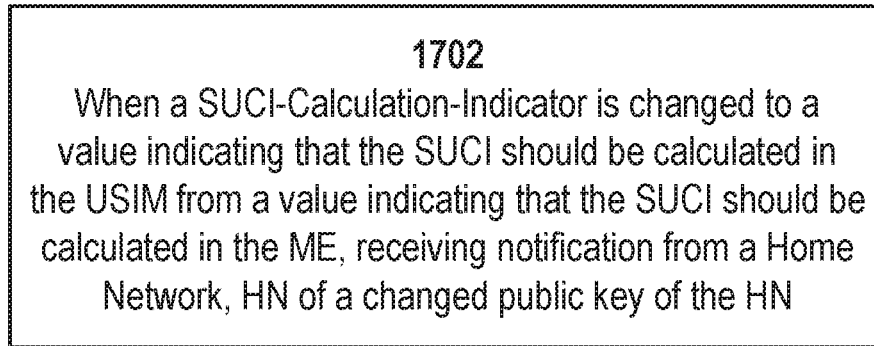 1702
When a SUCI-Calculation-Indicator is changed to a
value indicating that the SUCI should be calculated in
the USIM from a value indicating that the SUCI should be
calculated in the ME, receiving notification from a Home
Network, HN of a changed public key of the HN